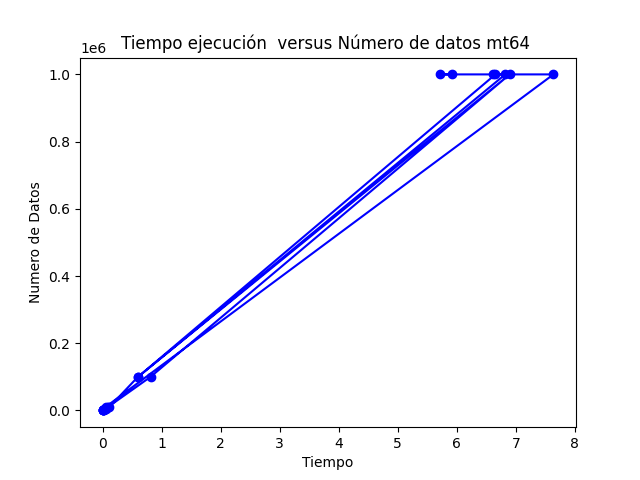 Tiempo ejecución  versus Número de datos mt64
1e6
1.0
0.8
0.6
0.4
0.2
0.0
Numero de Datos
0 1 2 3 4 5 6 7 8
Tiempo